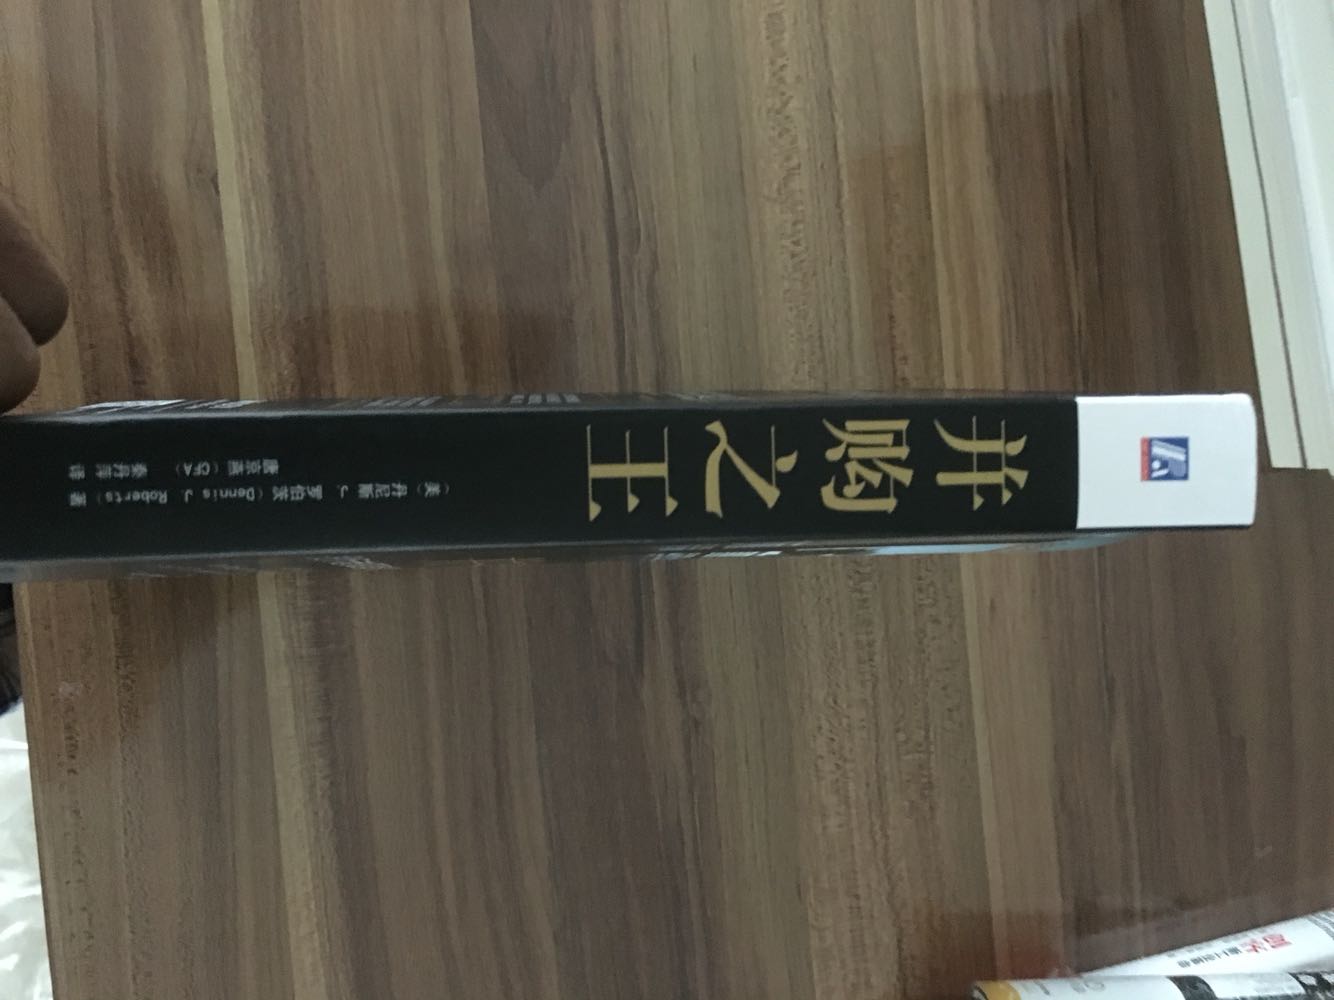 并购之王
（美）丹尼斯 J. 罗伯茨（Dennis J. Roberts）著
唐京燕（CFA） 秦丹萍 译